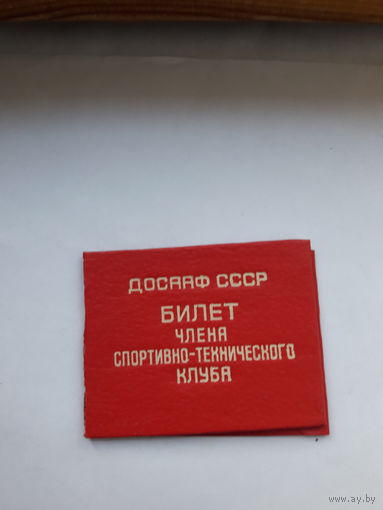 ДОСААФ СССР
БИЛЕТ
ЧЛЕНА
СПОРТИВНО-ТЕХНИЧЕСКОГО
КЛУБА
www.ay.by